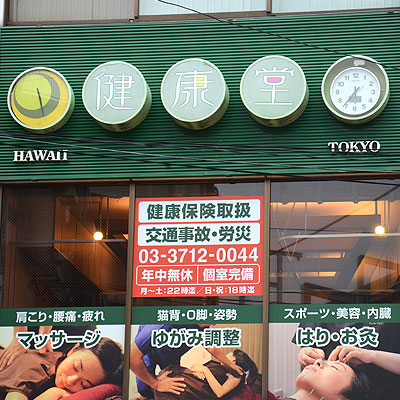 健康堂
HAWAII
TOKYO
健康保険取扱
交通事故・労災
03-3712-0044
年中無休 個室完備
月〜土:22時迄/日・祝:18時迄
肩こり・腰痛・疲れ
マッサージ
猫背・O脚・姿勢
ゆがみ調整
スポーツ・美容・内臓
はり・お灸